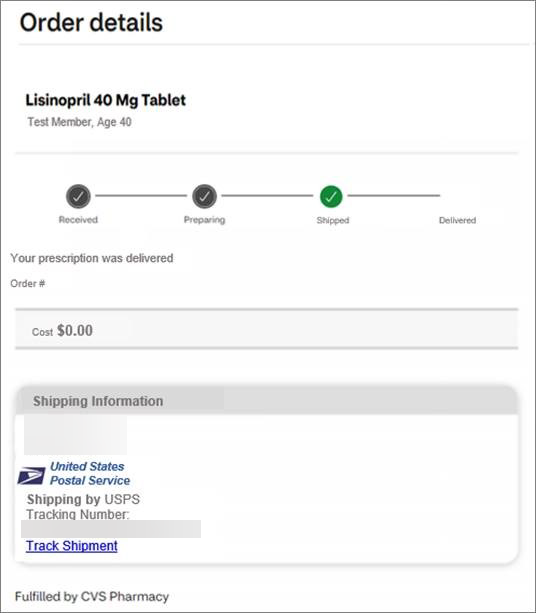 Order details
Lisinopril 40 Mg Tablet
Test Member, Age 40
Received
Preparing
Shipped
Delivered
Your prescription was delivered
Order #
Cost $0.00
Shipping Information
United States
Postal Service
Shipping by USPS
Tracking Number:
Track Shipment
Fulfilled by CVS Pharmacy